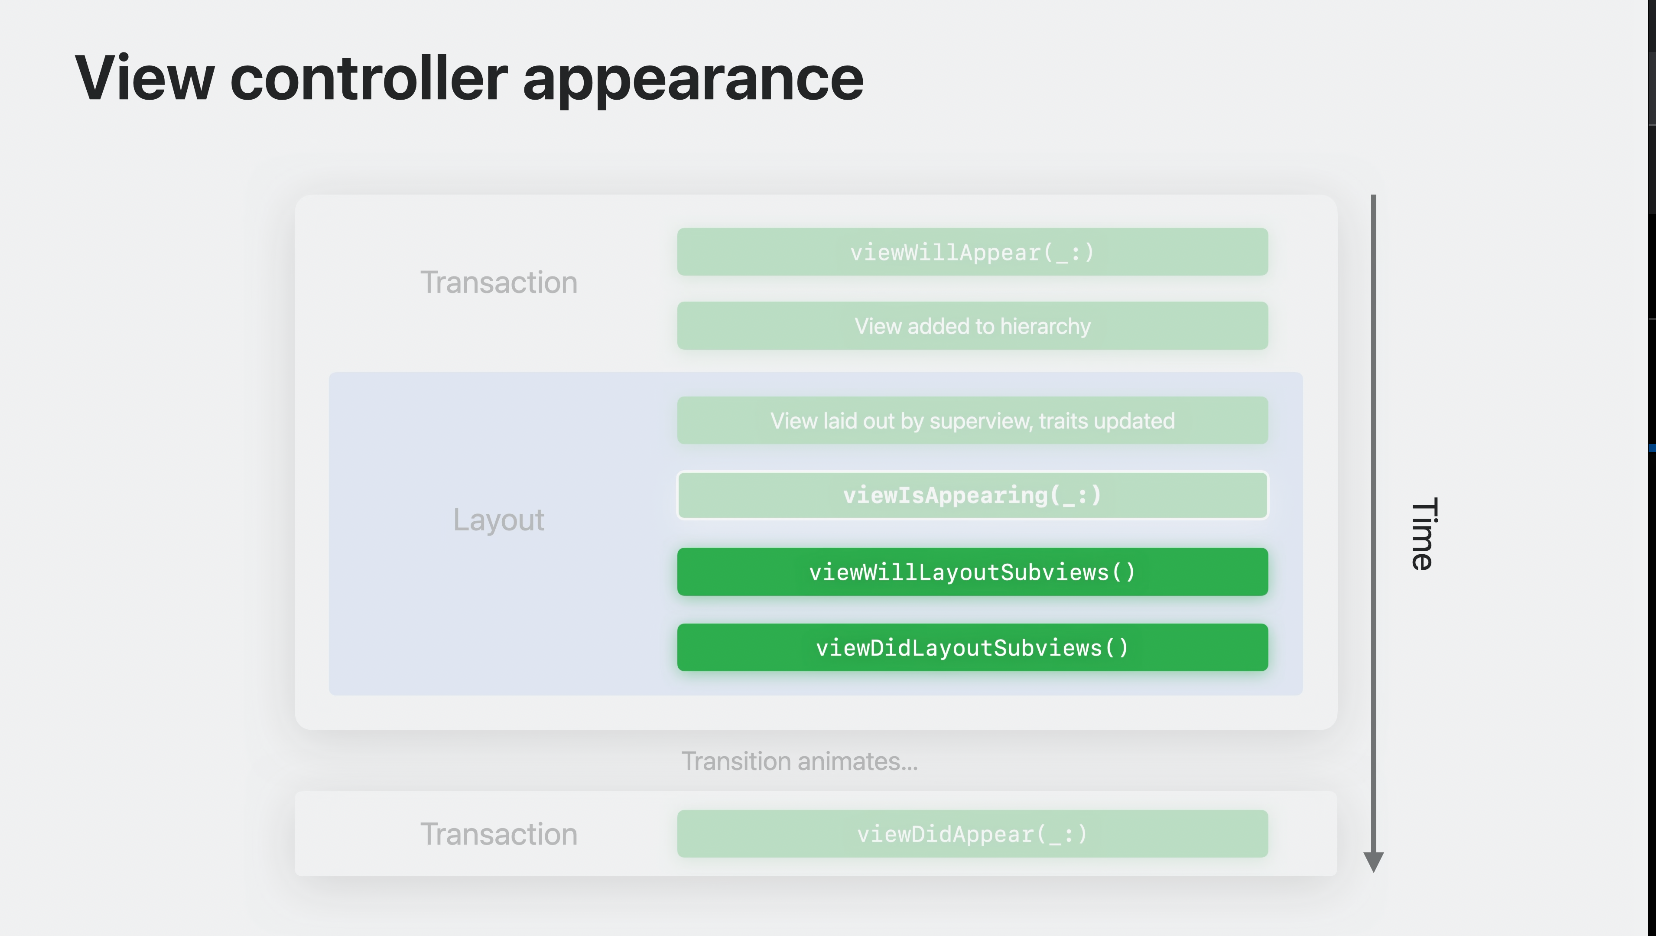 View controller appearance
Transaction
viewWillAppear(_:)
View added to hierarchy
Layout
View laid out by superview, traits updated
viewIsAppearing(_:)
viewWillLayoutSubviews()
viewDidLayoutSubviews()
Transition animates...
Transaction
viewDidAppear(_:)
Time